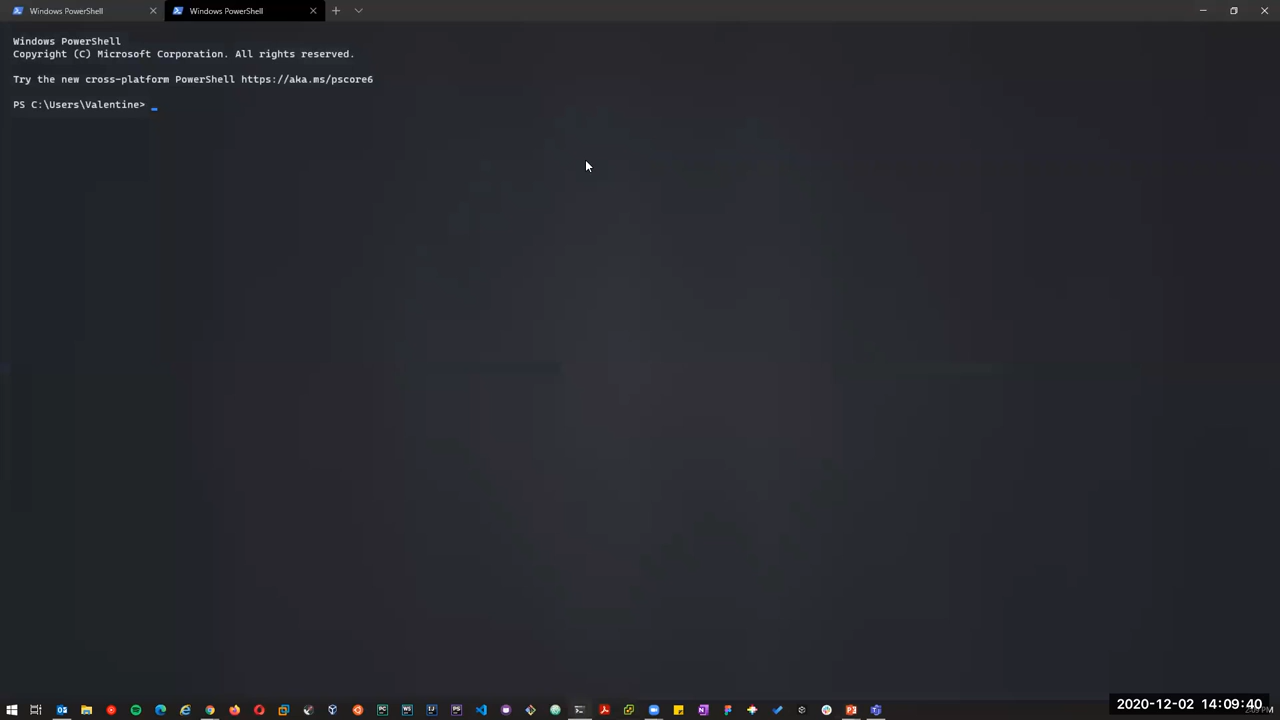 Windows PowerShell
Windows PowerShell
Windows PowerShell
Copyright (C) Microsoft Corporation. All rights reserved.
Try the new cross-platform PowerShell https://aka.ms/pscore6
PS C:\Users\Valentine>
2020-12-02 14:09:40